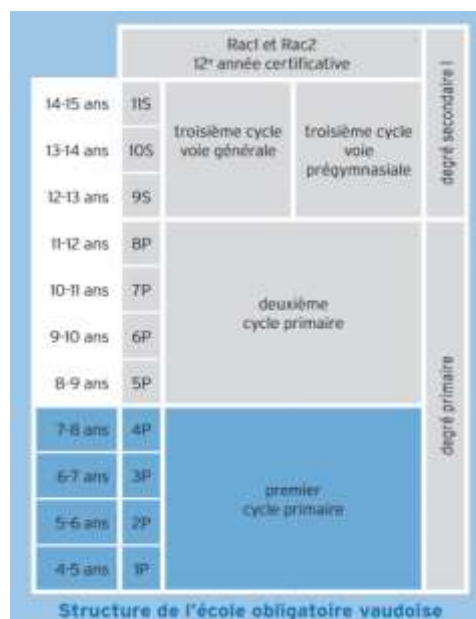 Rac1 et Rac2
12e année certificative
degré secondaire I
14-15 ans 11S
13-14 ans 10S
12-13 ans 9S
troisième cycle
voie générale
troisième cycle
voie
prégymnasiale
11-12 ans 8P
10-11 ans 7P
9-10 ans 6P
8-9 ans 5P
deuxième
cycle primaire
degré primaire
7-8 ans 4P
6-7 ans 3P
5-6 ans 2P
4-5 ans 1P
premier
cycle primaire
Structure de l'école obligatoire vaudoise